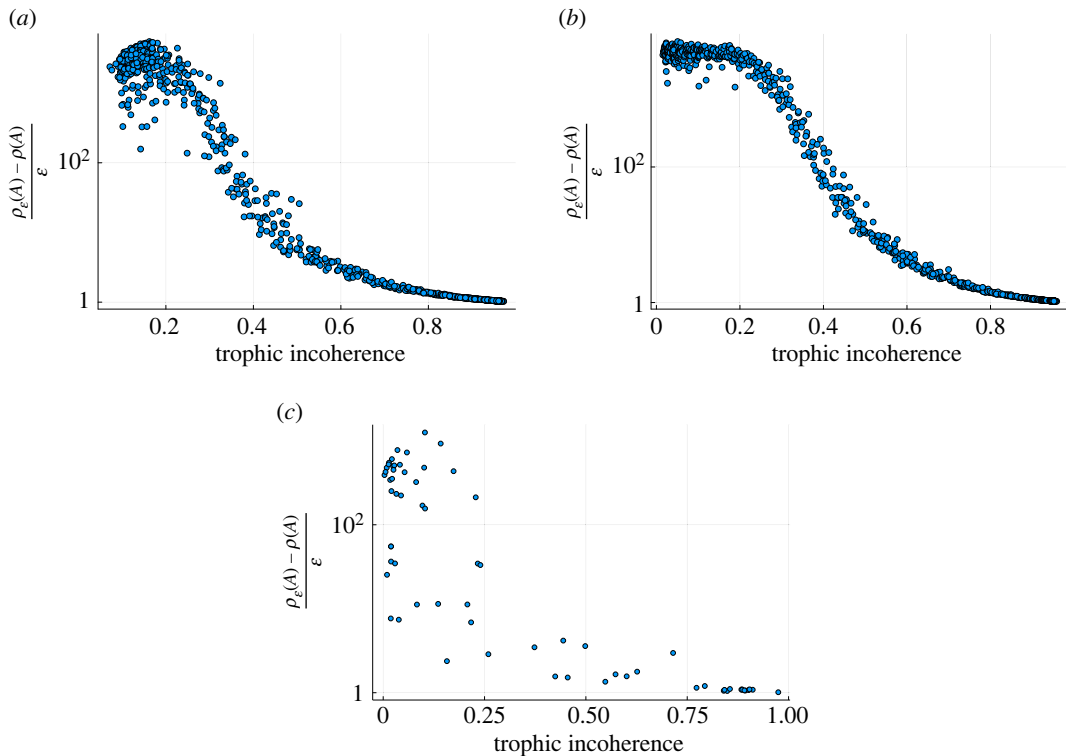 (a)
(b)
10²
1
ρε(A) – ρ(A)
ε
0.2 0.4 0.6 0.8
trophic incoherence
10²
1
ρε(A) – ρ(A)
ε
0 0.2 0.4 0.6 0.8
trophic incoherence
(c)
10²
1
ρε(A) – ρ(A)
ε
0 0.25 0.50 0.75 1.00
trophic incoherence